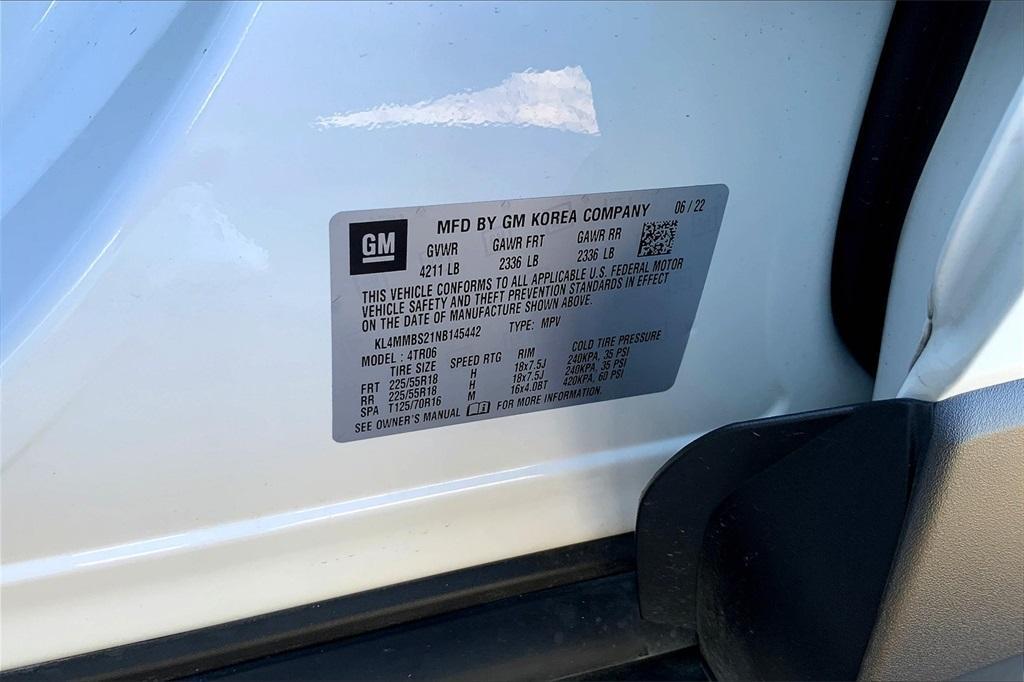 GM
MFD BY GM KOREA COMPANY 06 / 22
GVWR GAWR FRT GAWR RR
4211 LB 2336 LB 2336 LB
THIS VEHICLE CONFORMS TO ALL APPLICABLE U.S. FEDERAL MOTOR
VEHICLE SAFETY AND THEFT PREVENTION STANDARDS IN EFFECT
ON THE DATE OF MANUFACTURE SHOWN ABOVE.
KL4MMBS21NB145442 TYPE: MPV
MODEL : 4TR06
TIRE SIZE SPEED RTG RIM COLD TIRE PRESSURE
FRT 225/55R18 H 18x7.5J 240KPA, 35 PSI
RR 225/55R18 H 18x7.5J 240KPA, 35 PSI
SPA T125/70R16 M 16x4.0BT 420KPA, 60 PSI
SEE OWNER'S MANUAL FOR MORE INFORMATION.